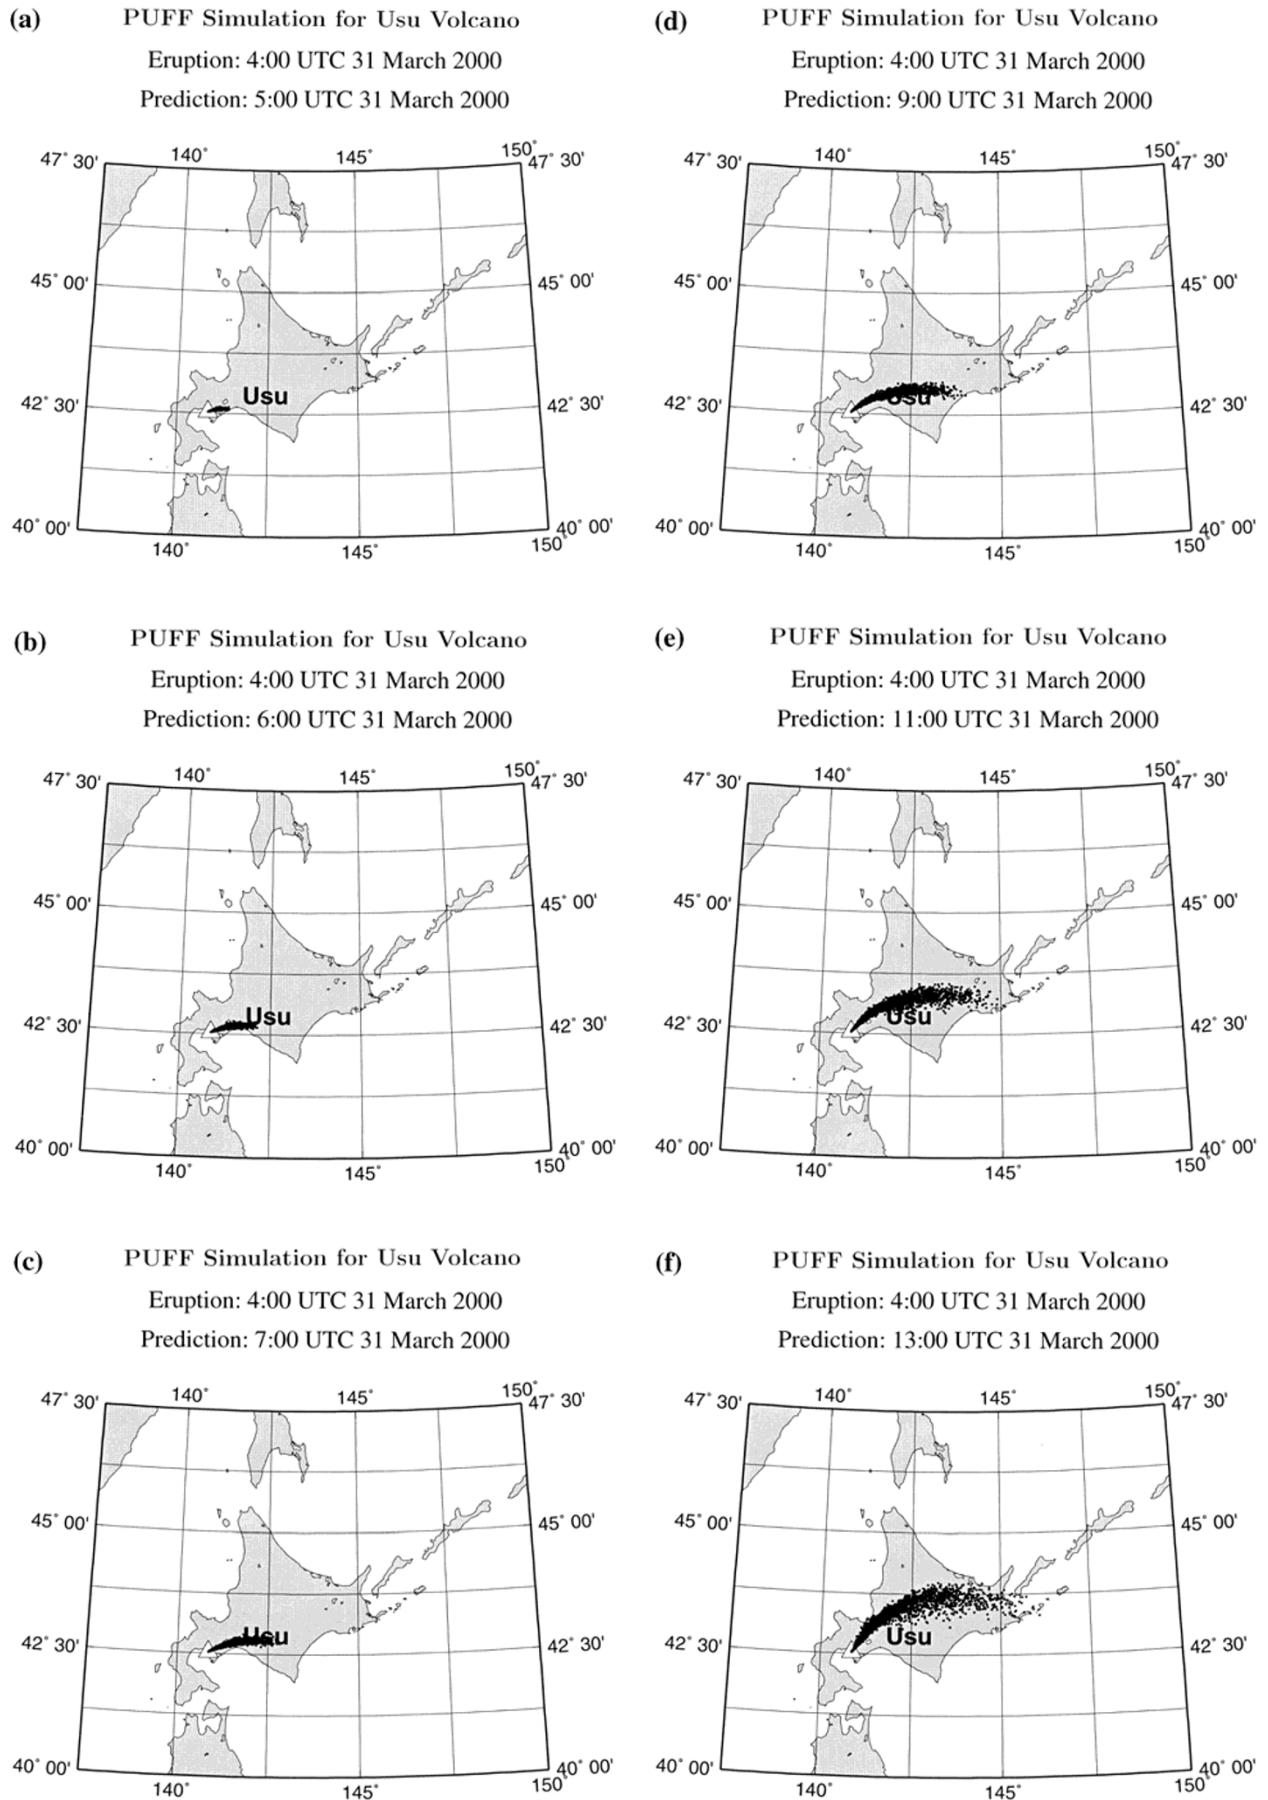 (a)
PUFF Simulation for Usu Volcano
Eruption: 4:00 UTC 31 March 2000
Prediction: 5:00 UTC 31 March 2000
140° 145° 150°
47° 30' 47° 30'
45° 00' 45° 00'
Usu
42° 30' 42° 30'
40° 00' 40° 00'
140° 145° 150°
(b)
PUFF Simulation for Usu Volcano
Eruption: 4:00 UTC 31 March 2000
Prediction: 6:00 UTC 31 March 2000
140° 145° 150°
47° 30' 47° 30'
45° 00' 45° 00'
Usu
42° 30' 42° 30'
40° 00' 40° 00'
140° 145° 150°
(c)
PUFF Simulation for Usu Volcano
Eruption: 4:00 UTC 31 March 2000
Prediction: 7:00 UTC 31 March 2000
140° 145° 150°
47° 30' 47° 30'
45° 00' 45° 00'
Usu
42° 30' 42° 30'
40° 00' 40° 00'
140° 145° 150°
(d)
PUFF Simulation for Usu Volcano
Eruption: 4:00 UTC 31 March 2000
Prediction: 9:00 UTC 31 March 2000
140° 145° 150°
47° 30' 47° 30'
45° 00' 45° 00'
Usu
42° 30' 42° 30'
40° 00' 40° 00'
140° 145° 150°
(e)
PUFF Simulation for Usu Volcano
Eruption: 4:00 UTC 31 March 2000
Prediction: 11:00 UTC 31 March 2000
140° 145° 150°
47° 30' 47° 30'
45° 00' 45° 00'
Usu
42° 30' 42° 30'
40° 00' 40° 00'
140° 145° 150°
(f)
PUFF Simulation for Usu Volcano
Eruption: 4:00 UTC 31 March 2000
Prediction: 13:00 UTC 31 March 2000
140° 145° 150°
47° 30' 47° 30'
45° 00' 45° 00'
Usu
42° 30' 42° 30'
40° 00' 40° 00'
140° 145° 150°